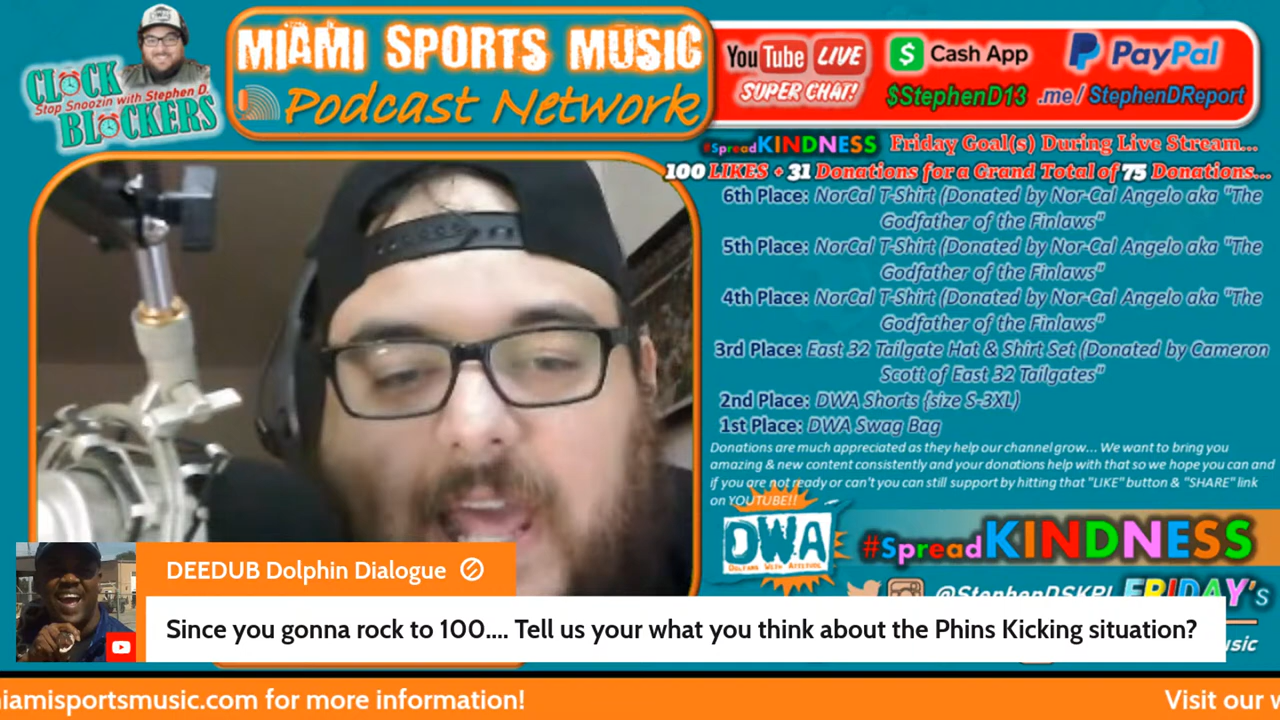 CLOCK
Stop Snoozin with Stephen D.
BLOCKERS
MIAMI SPORTS MUSIC
Podcast Network
YouTube LIVE
SUPER CHAT!
$ Cash App
$StephenD13
PayPal
.me/StephenDReport
#SpreadKINDNESS Friday Goal(s) During Live Stream...
100 LIKES + 31 Donations for a Grand Total of 75 Donations...
6th Place: NorCal T-Shirt (Donated by Nor-Cal Angelo aka "The
Godfather of the Finlaws"
5th Place: NorCal T-Shirt (Donated by Nor-Cal Angelo aka "The
Godfather of the Finlaws"
4th Place: NorCal T-Shirt (Donated by Nor-Cal Angelo aka "The
Godfather of the Finlaws"
3rd Place: East 32 Tailgate Hat & Shirt Set (Donated by Cameron
Scott of East 32 Tailgates"
2nd Place: DWA Shorts (size S-3XL)
1st Place: DWA Swag Bag
Donations are much appreciated as they help our channel grow... We want to bring you
amazing & new content consistently and your donations help with that so we hope you can and
if you are not ready or can't you can still support by hitting that "LIKE" button & "SHARE" link
on YOUTUBE!!
DWA
DOLFANS WITH ATTITUDE
#SpreadKINDNESS
@StephenDSKPL
FRIDAY's
DEEDUB Dolphin Dialogue
Since you gonna rock to 100.... Tell us your what you think about the Phins Kicking situation?
usic
niamisportsmusic.com for more information!
Visit our w